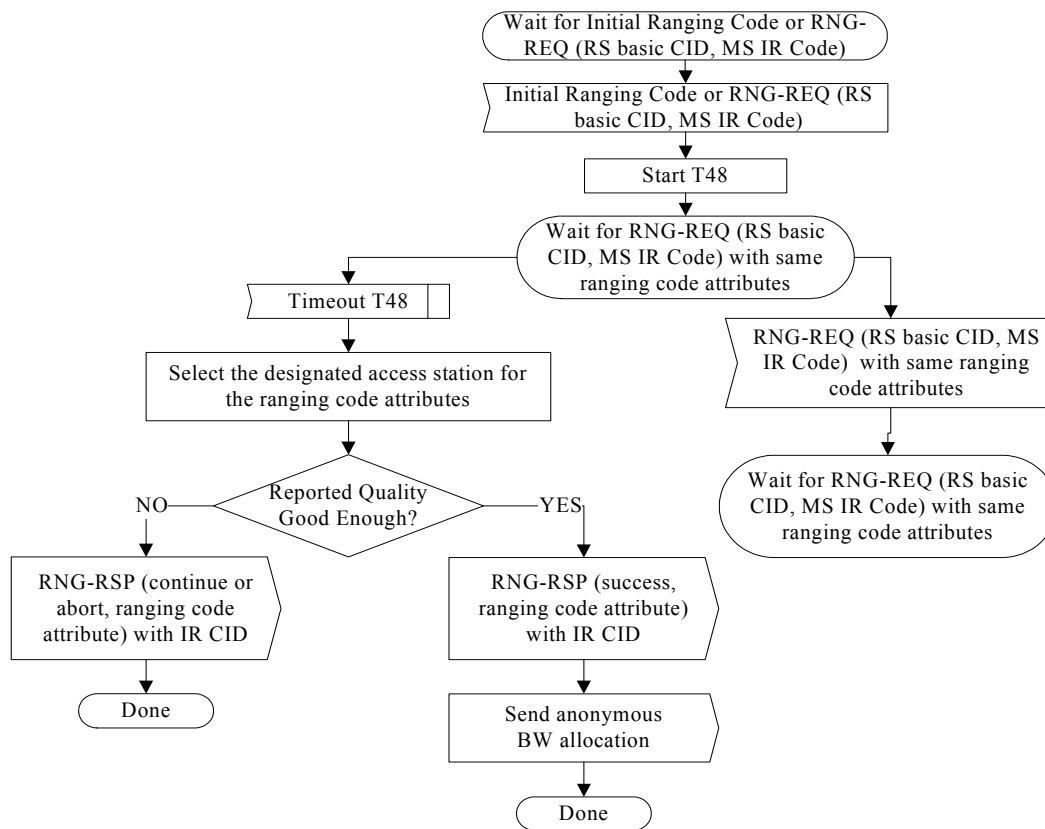 Wait for Initial Ranging Code or RNG-
REQ (RS basic CID, MS IR Code)
Initial Ranging Code or RNG-REQ (RS
basic CID, MS IR Code)
Start T48
Wait for RNG-REQ (RS basic
CID, MS IR Code) with same
ranging code attributes
Timeout T48
RNG-REQ (RS basic CID, MS
IR Code) with same ranging
code attributes
Select the designated access station for
the ranging code attributes
Wait for RNG-REQ (RS basic
CID, MS IR Code) with same
ranging code attributes
Reported Quality
Good Enough?
NO
YES
RNG-RSP (continue or
abort, ranging code
attribute) with IR CID
RNG-RSP (success,
ranging code attribute)
with IR CID
Done
Send anonymous
BW allocation
Done